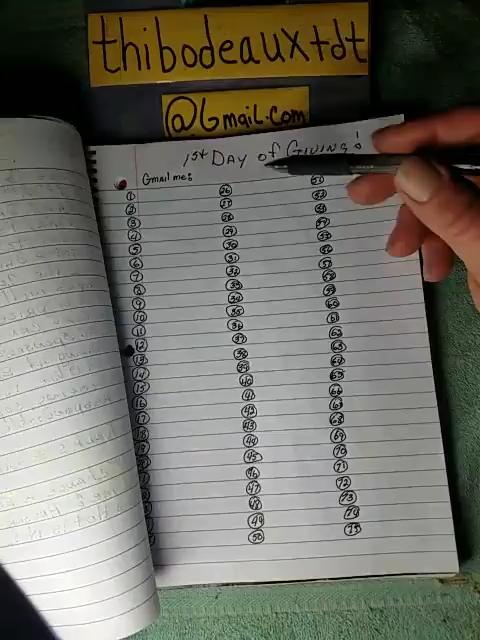 thibodeauxtdt
@Gmail.com
1st DAY of GIVING!
Gmail me:
1 26 51
2 27 52
3 28 53
4 29 54
5 30 55
6 31 56
7 32 57
8 33 58
9 34 59
10 35 60
11 36 61
12 37 62
13 38 63
14 39 64
15 40 65
16 41 66
17 42 67
18 43 68
44 69
45 70
46 71
47 72
48 73
49 74
50 75